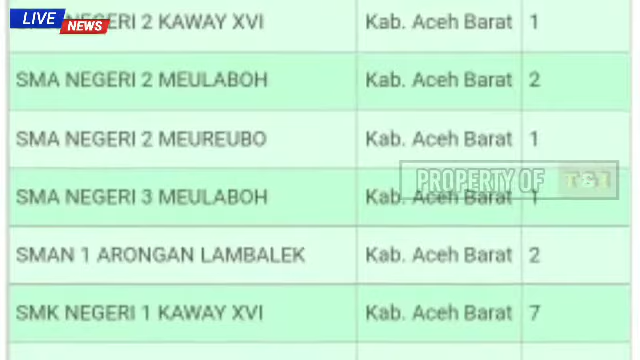 LIVE
NEWS
NEGERI 2 KAWAY XVI Kab. Aceh Barat 1
SMA NEGERI 2 MEULABOH Kab. Aceh Barat 2
SMA NEGERI 2 MEUREUBO Kab. Aceh Barat 1
PROPERTY OF T&I
SMA NEGERI 3 MEULABOH Kab. Aceh Barat 1
SMAN 1 ARONGAN LAMBALEK Kab. Aceh Barat 2
SMK NEGERI 1 KAWAY XVI Kab. Aceh Barat 7